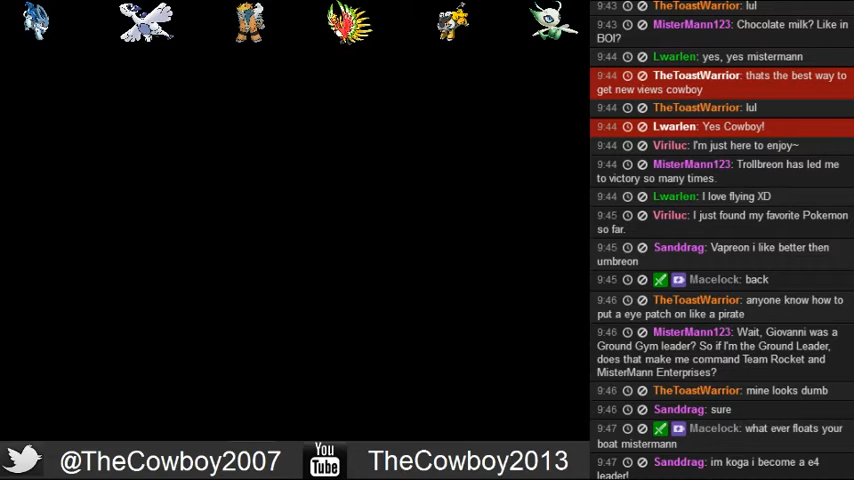 9:43 TheToastWarrior: lul
9:43 MisterMann123: Chocolate milk? Like in
BOI?
9:44 Lwarlen: yes, yes mistermann
9:44 TheToastWarrior: thats the best way to
get new views cowboy
9:44 TheToastWarrior: lul
9:44 Lwarlen: Yes Cowboy!
9:44 Viriluc: I'm just here to enjoy~
9:44 MisterMann123: Trollbreon has led me
to victory so many times.
9:44 Lwarlen: I love flying XD
9:45 Viriluc: I just found my favorite Pokemon
so far.
9:45 Sanddrag: Vapreon i like better then
umbreon
9:45 Macelock: back
9:46 TheToastWarrior: anyone know how to
put a eye patch on like a pirate
9:46 MisterMann123: Wait, Giovanni was a
Ground Gym leader? So if I'm the Ground Leader,
does that make me command Team Rocket and
MisterMann Enterprises?
9:46 TheToastWarrior: mine looks dumb
9:46 Sanddrag: sure
9:47 Macelock: what ever floats your
boat mistermann
9:47 Sanddrag: im koga i become a e4
leader!
@TheCowboy2007 You Tube TheCowboy2013